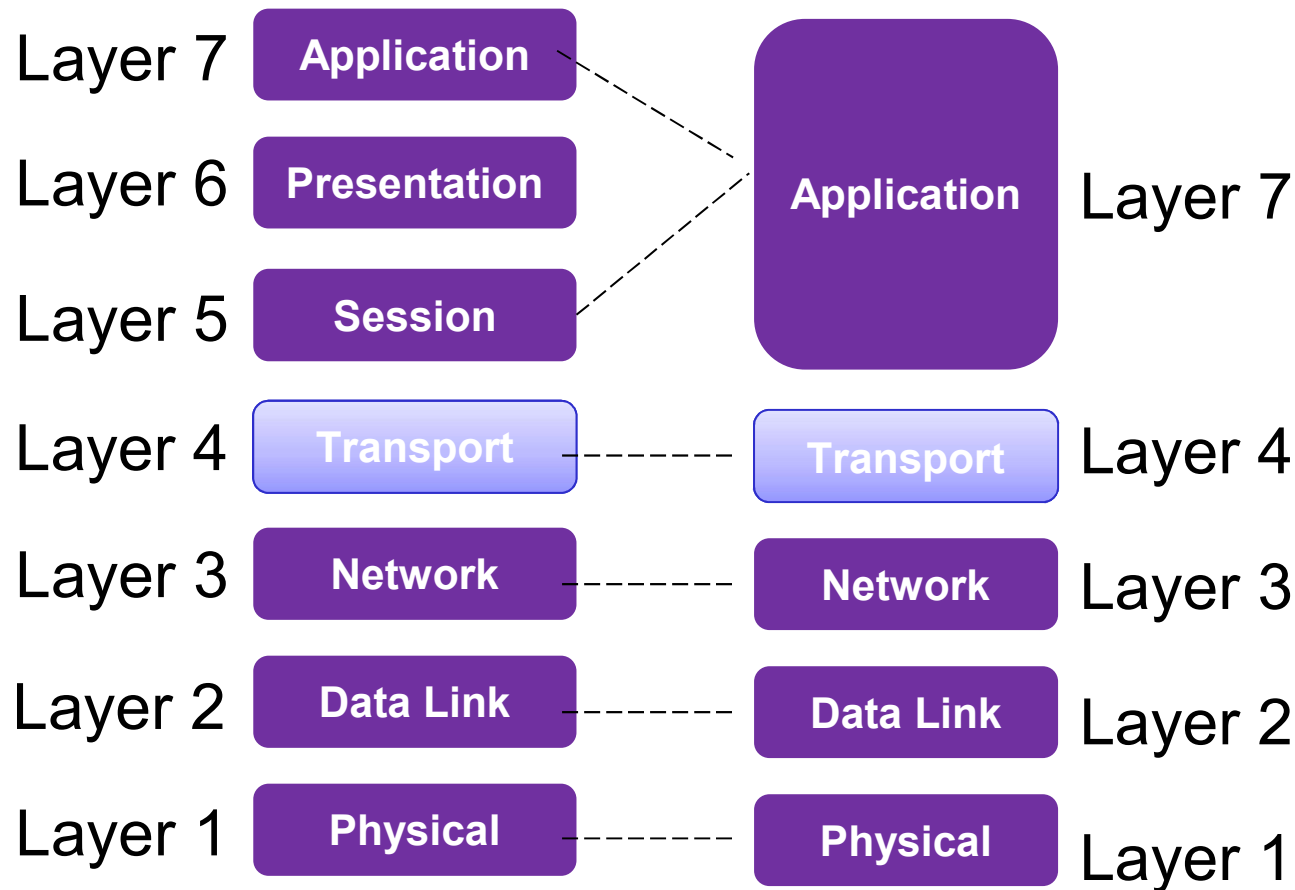 Layer 7 Application
Layer 6 Presentation Application Layer 7
Layer 5 Session
Layer 4 Transport Transport Layer 4
Layer 3 Network Network Layer 3
Layer 2 Data Link Data Link Layer 2
Layer 1 Physical Physical Layer 1